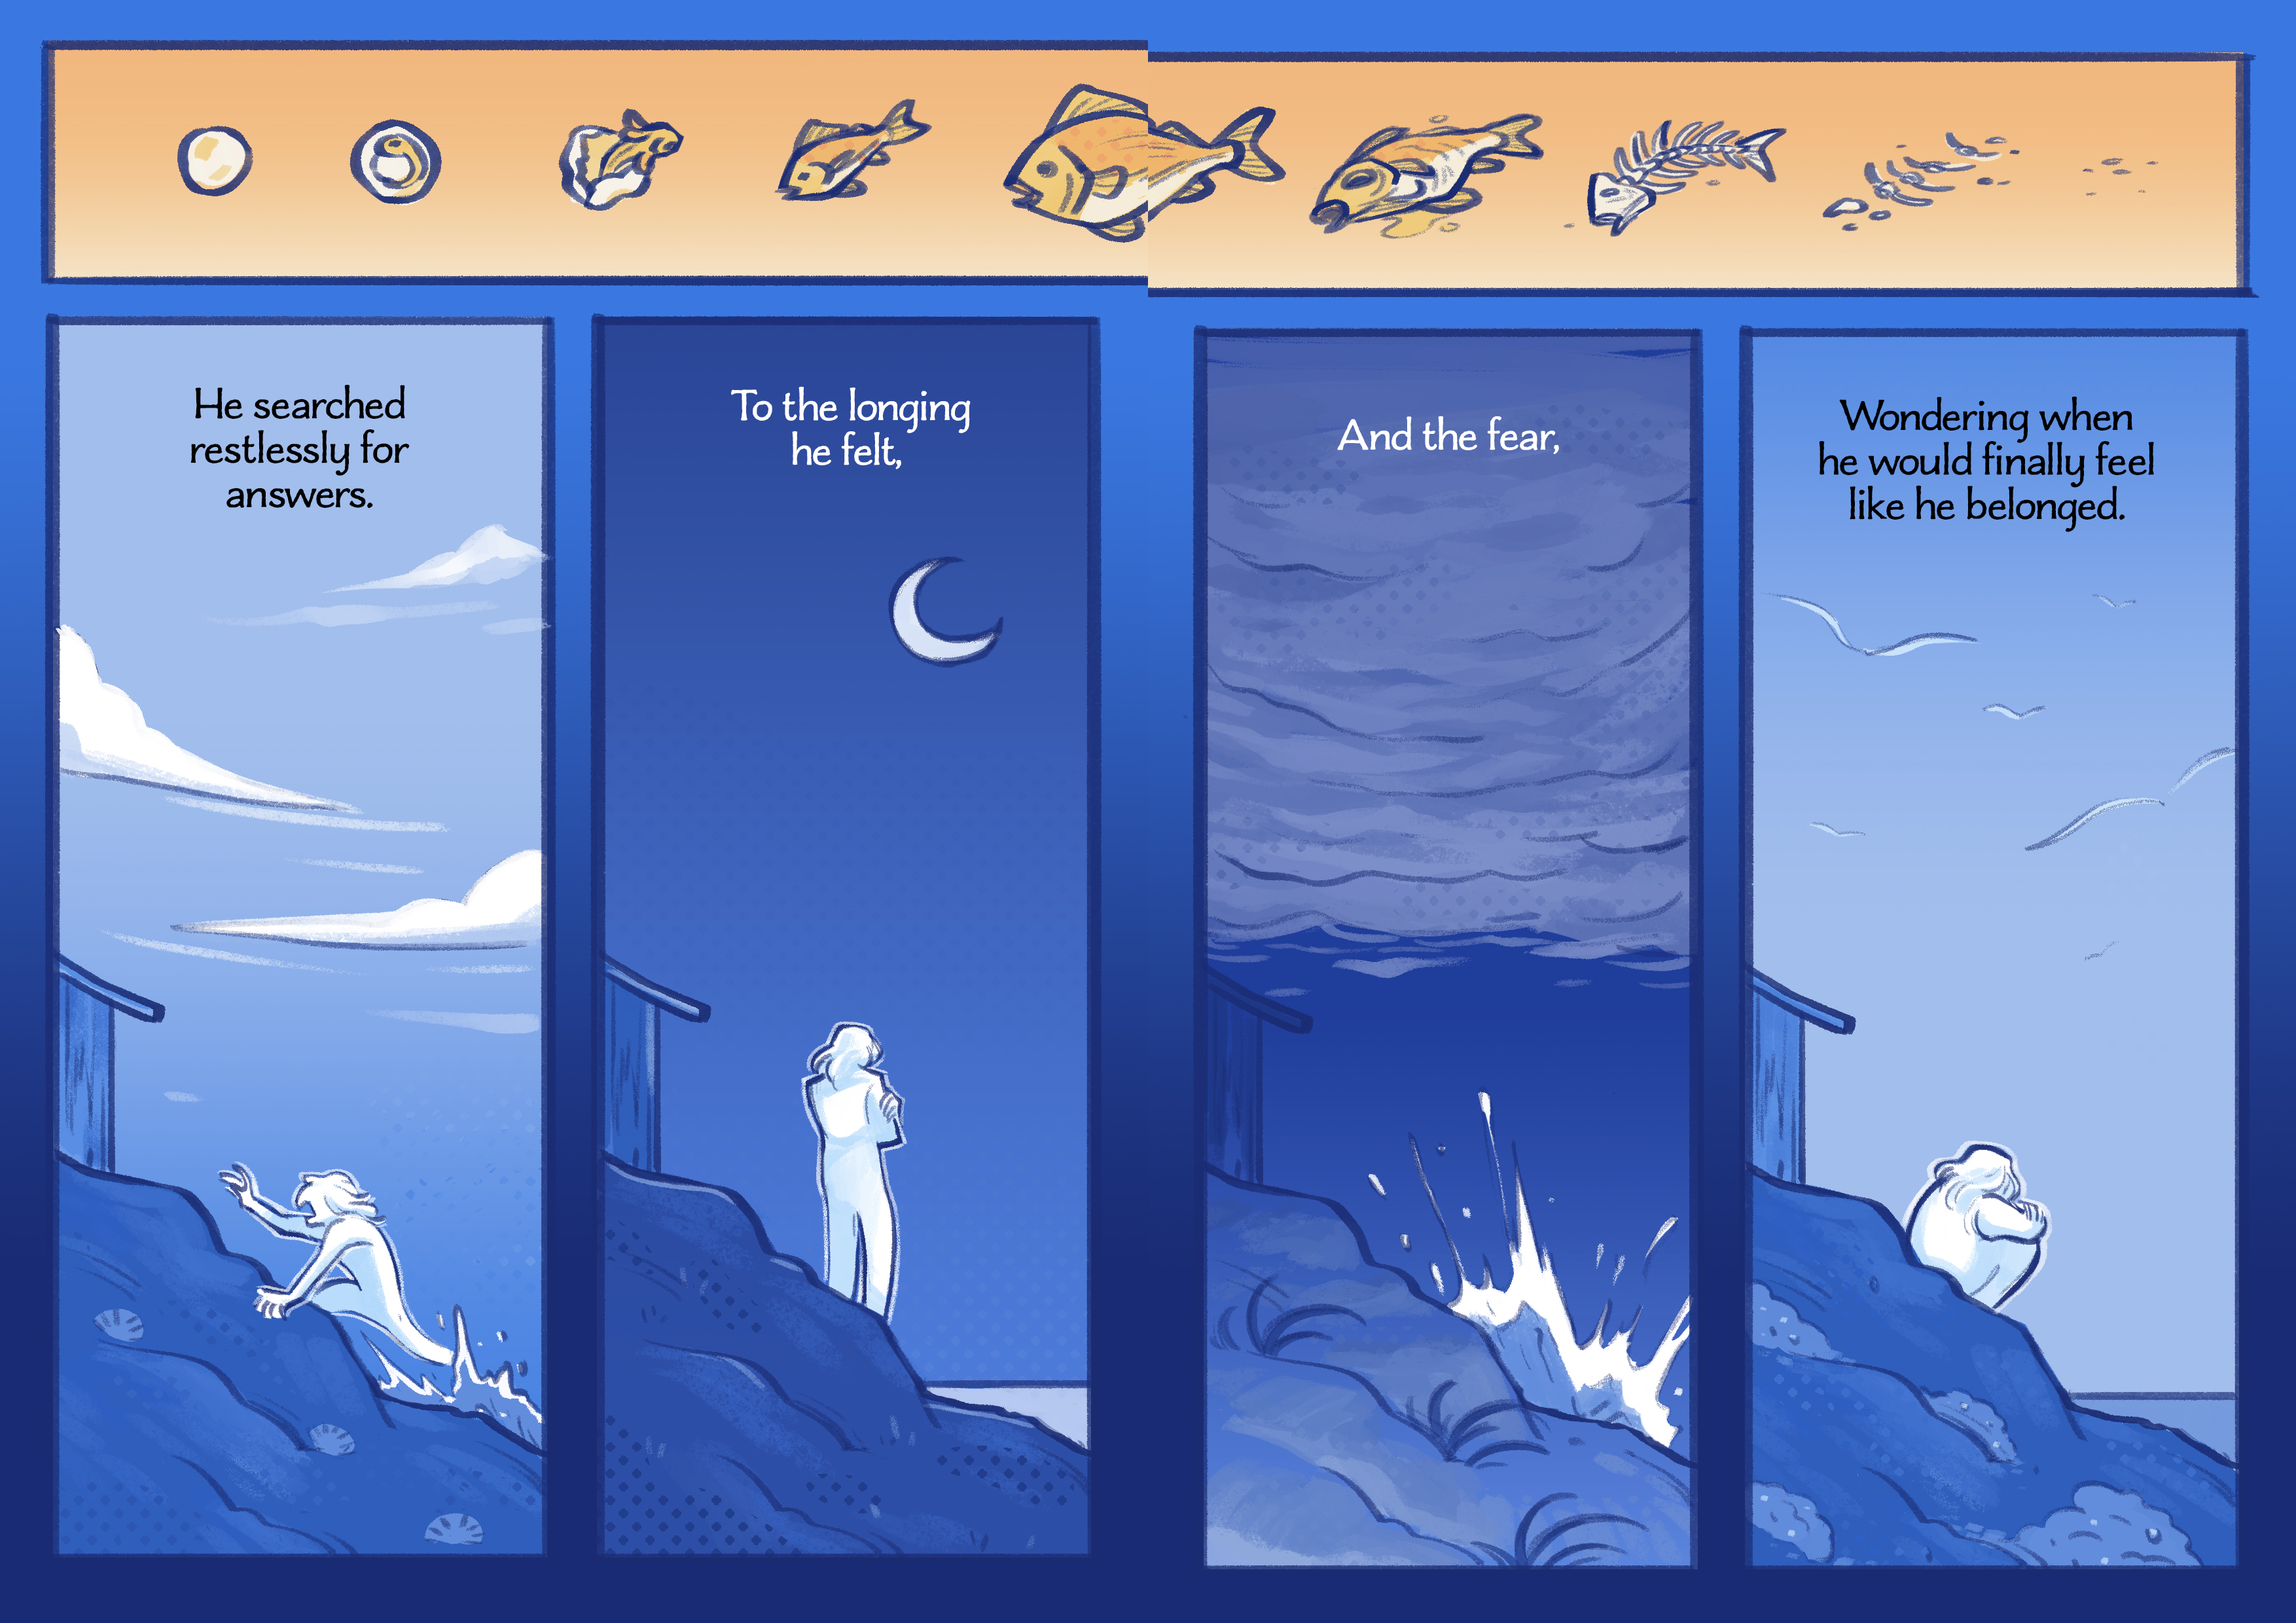 He searched
restlessly for
answers.
To the longing
he felt,
And the fear,
Wondering when
he would finally feel
like he belonged.